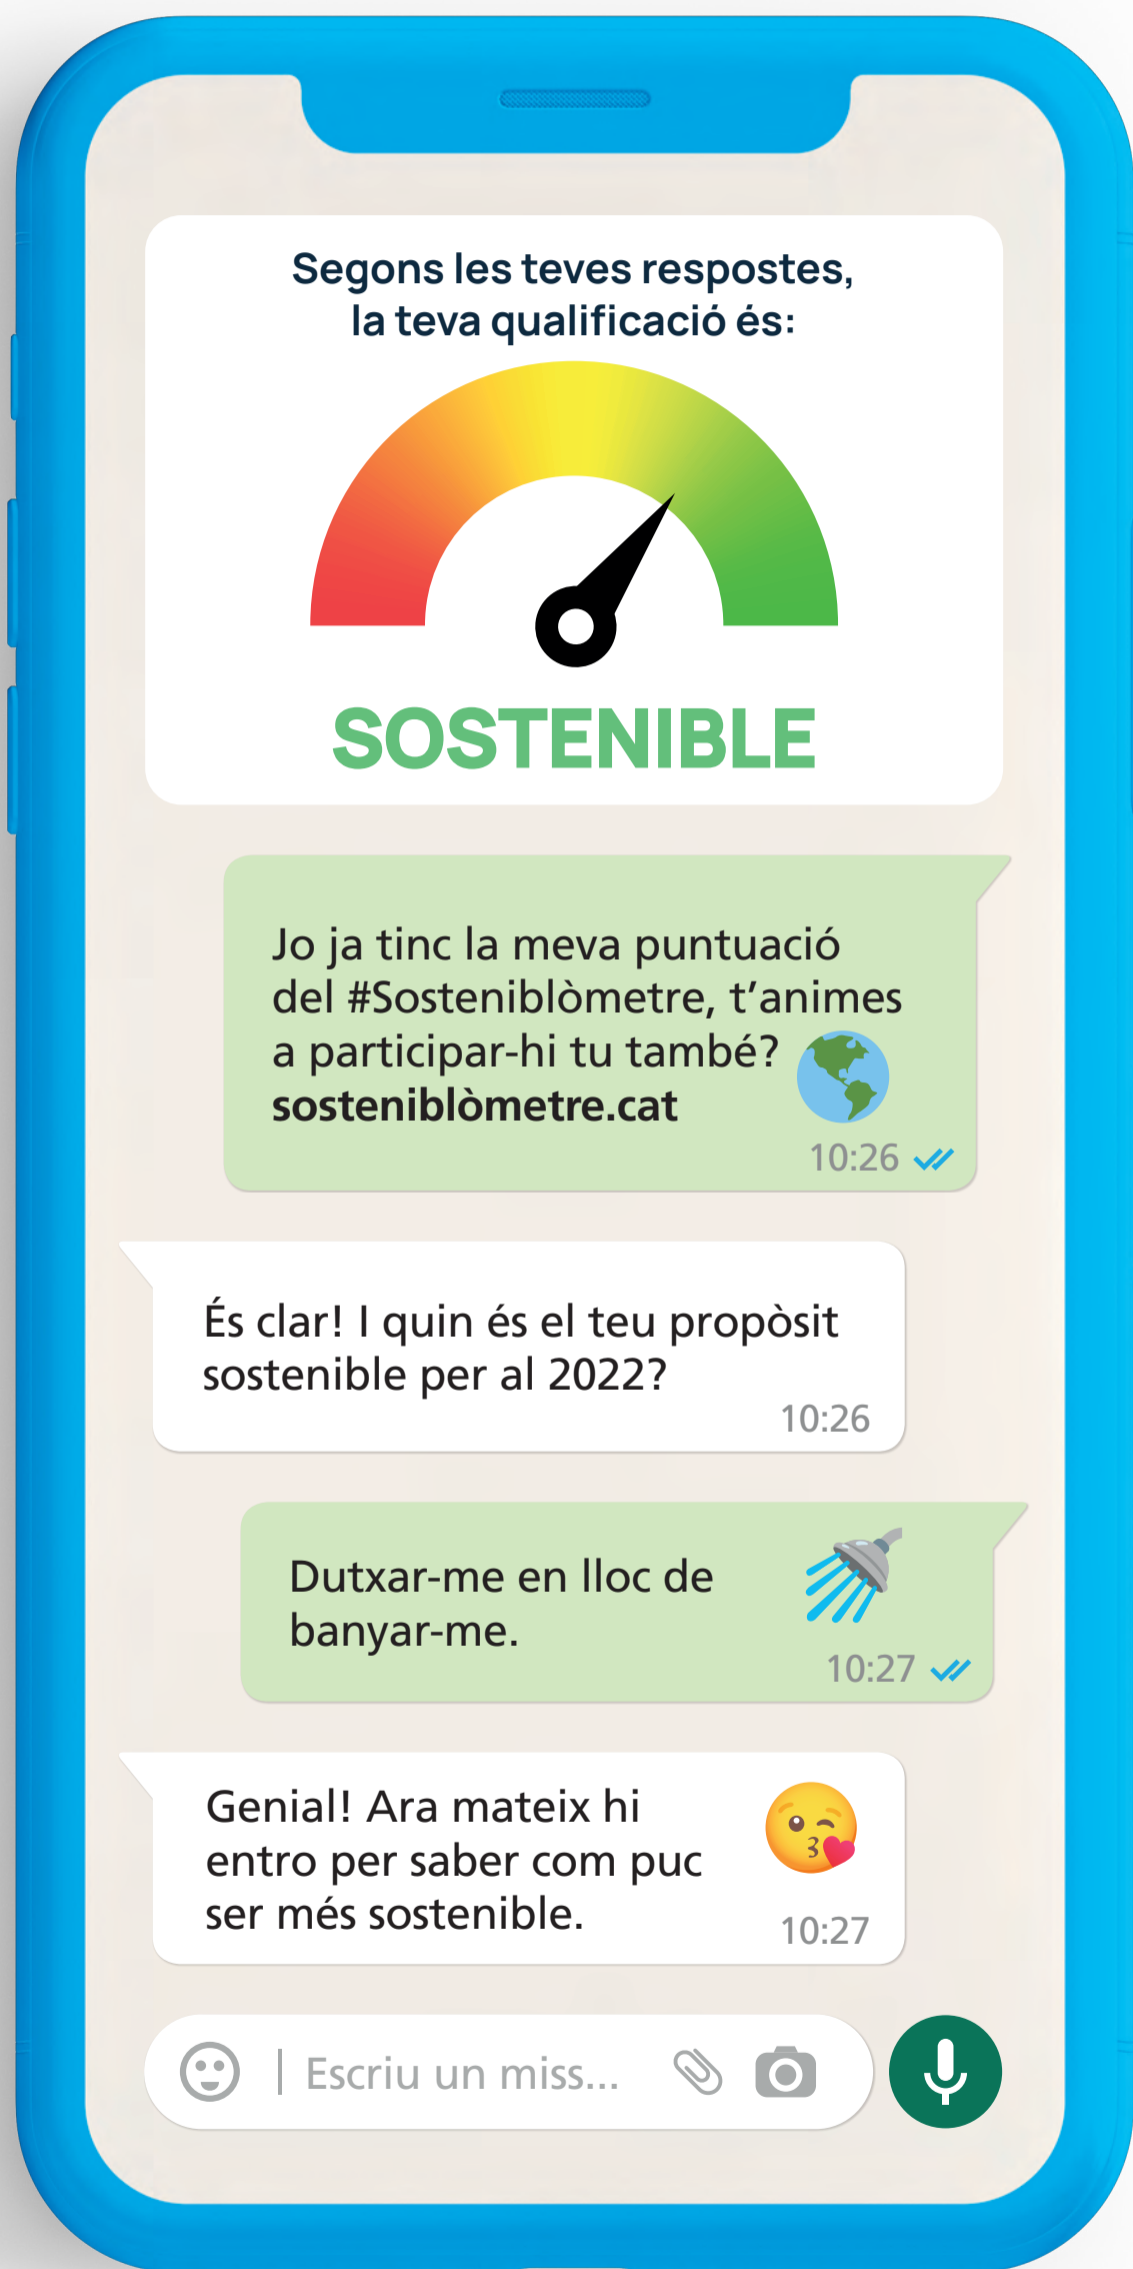 Segons les teves respostes,
la teva qualificació és:
SOSTENIBLE
Jo ja tinc la meva puntuació
del #Sosteniblòmetre, t’animes
a participar-hi tu també?
sosteniblòmetre.cat
10:26
És clar! I quin és el teu propòsit
sostenible per al 2022?
10:26
Dutxar-me en lloc de
banyar-me.
10:27
Genial! Ara mateix hi
entro per saber com puc
ser més sostenible.
10:27
Escriu un miss...